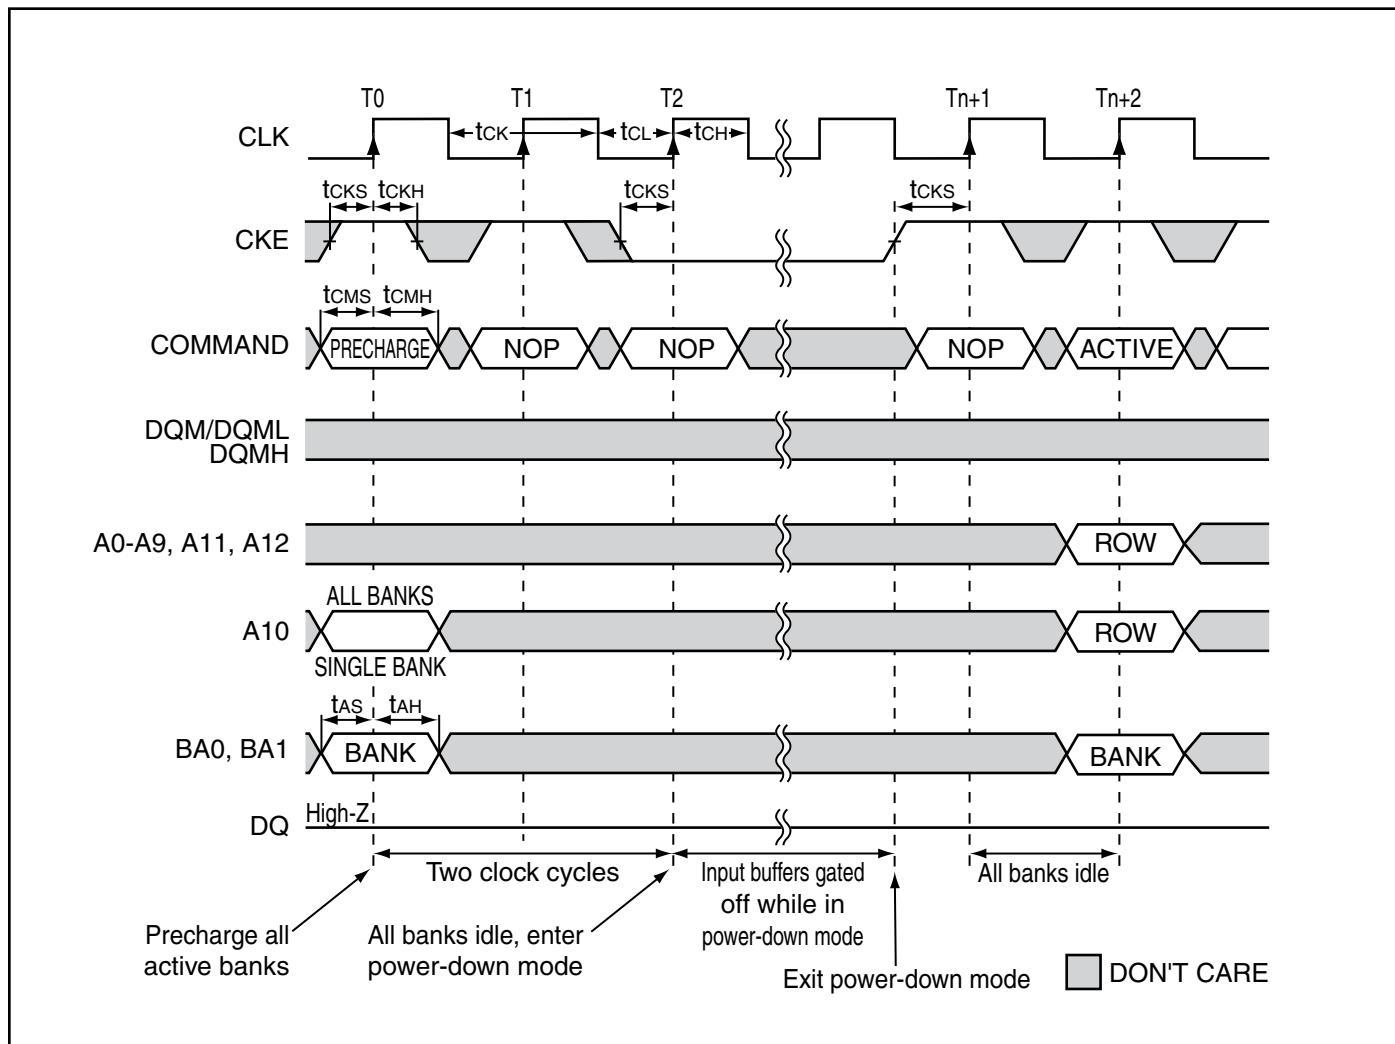 T0 T1 T2 Tn+1 Tn+2
CLK tCK tCL tCH
tCKS tCKH tCKS tCKS
CKE
tCMS tCMH
COMMAND PRECHARGE NOP NOP NOP ACTIVE
DQM/DQML
DQMH
A0-A9, A11, A12 ROW
ALL BANKS
A10 ROW
SINGLE BANK
tAS tAH
BA0, BA1 BANK BANK
High-Z
DQ
Two clock cycles
Input buffers gated
off while in
power-down mode
All banks idle
Precharge all
active banks
All banks idle, enter
power-down mode
Exit power-down mode
DON'T CARE